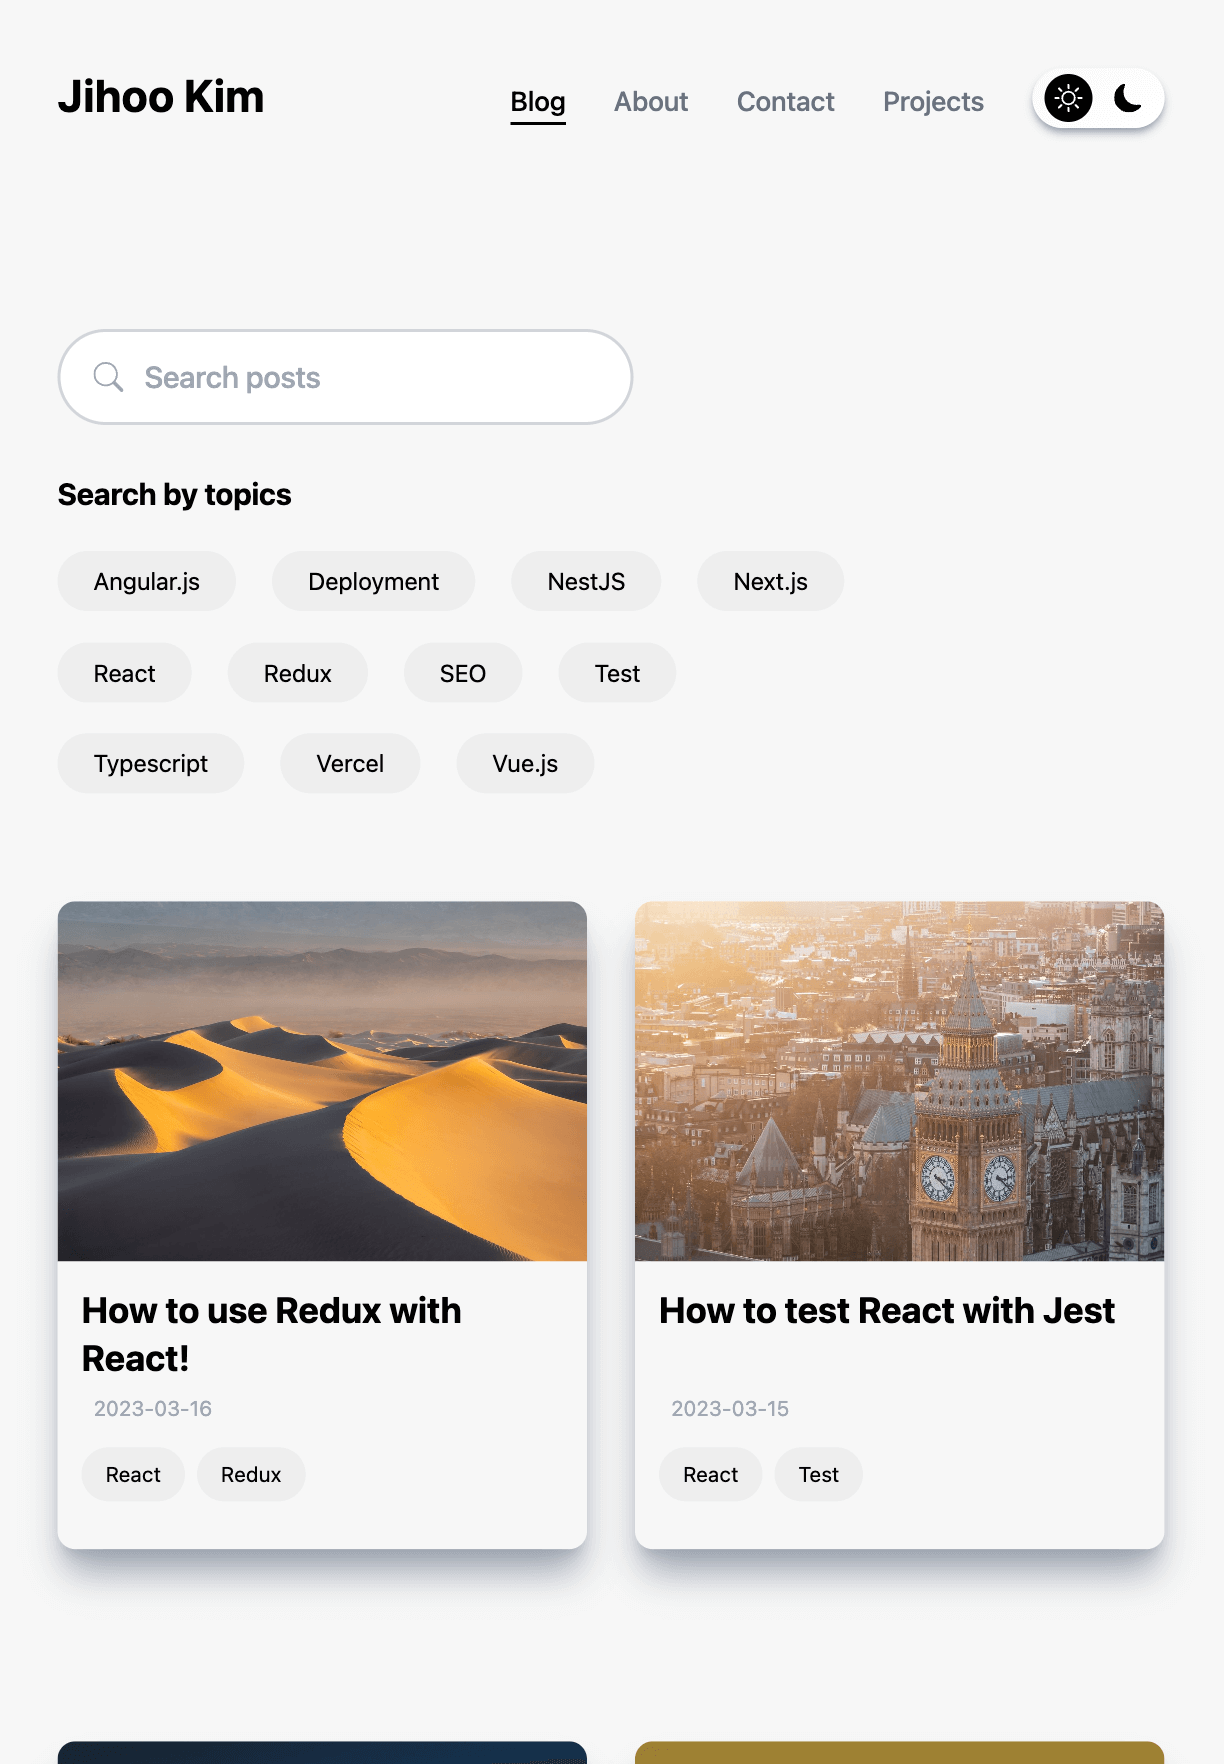 Jihoo Kim
Blog About Contact Projects
Search posts
Search by topics
Angular.js Deployment NestJS Next.js
React Redux SEO Test
Typescript Vercel Vue.js
How to use Redux with
React!
2023-03-16
React Redux
How to test React with Jest
2023-03-15
React Test